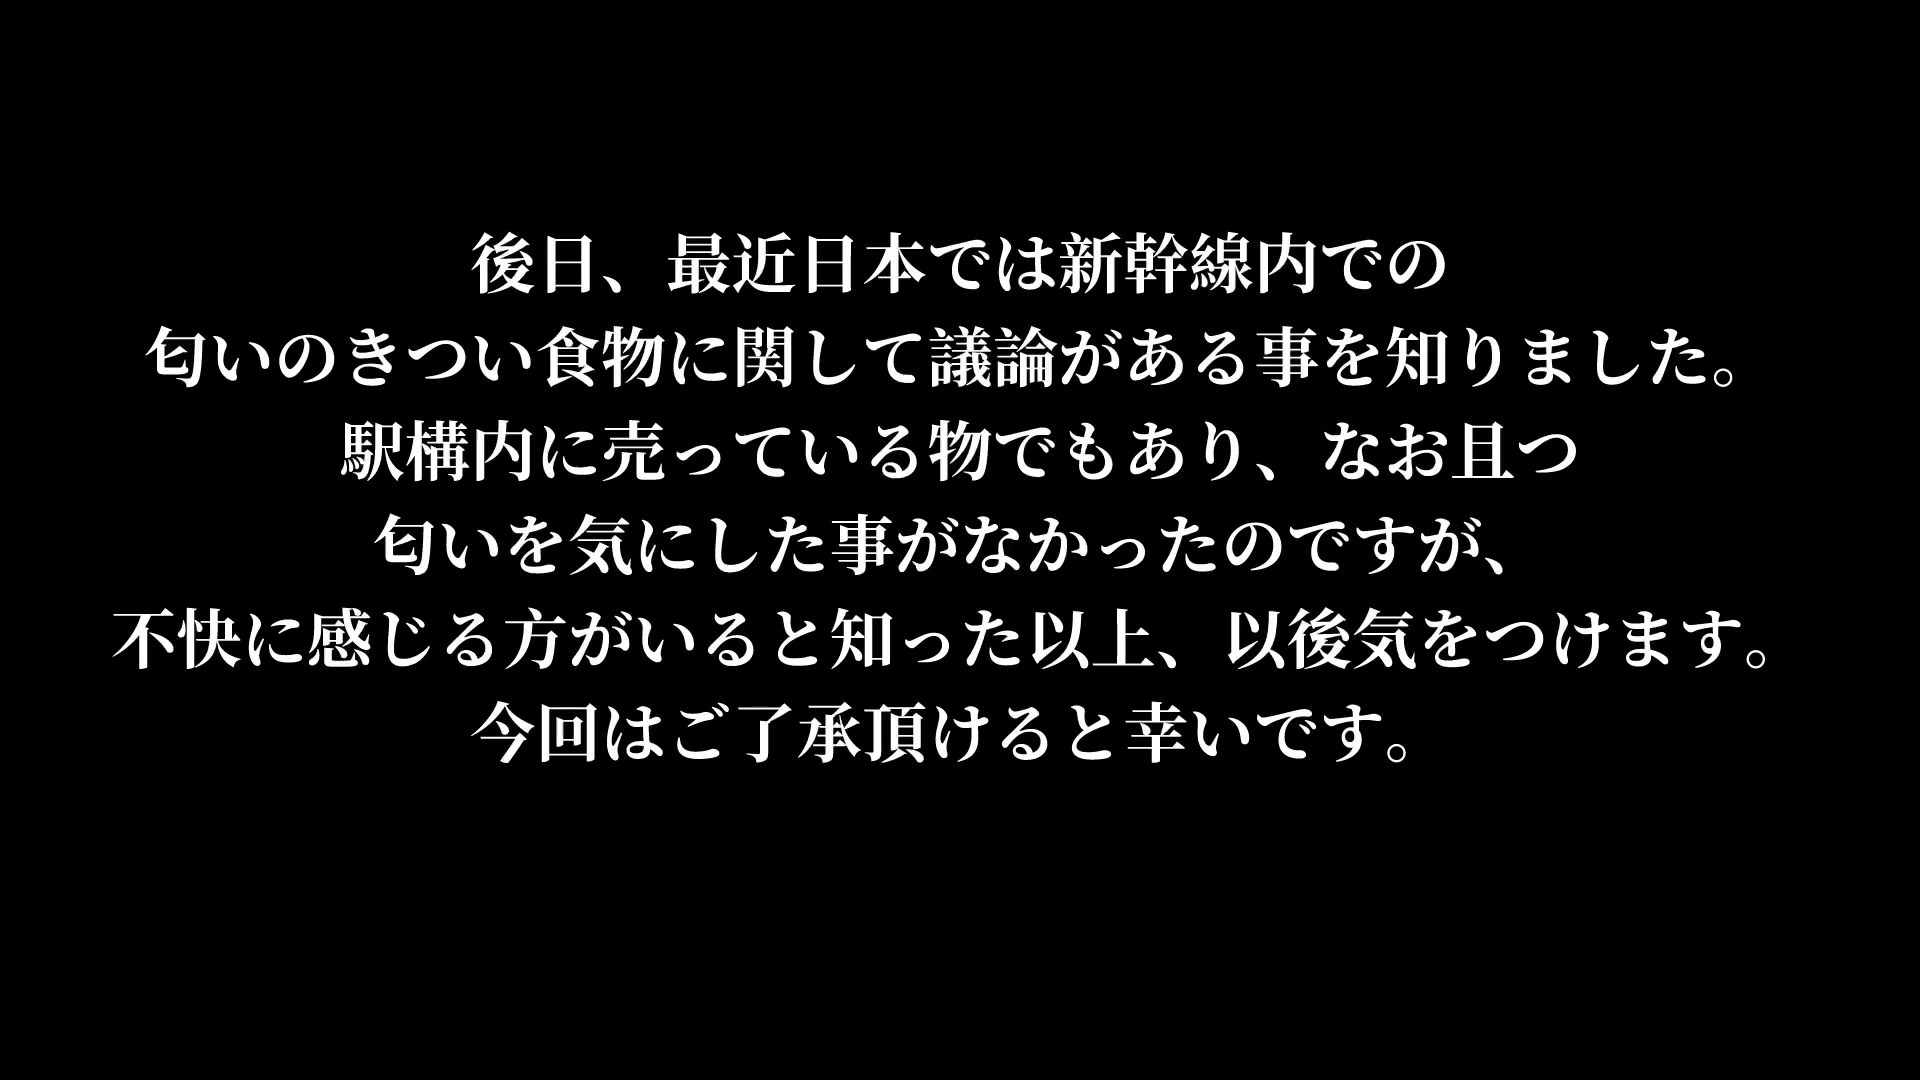 後日、最近日本では新幹線内での
匂いのきつい食物に関して議論がある事を知りました。
駅構内に売っている物でもあり、なお且つ
匂いを気にした事がなかったのですが、
不快に感じる方がいると知った以上、以後気をつけます。
今回はご了承頂けると幸いです。